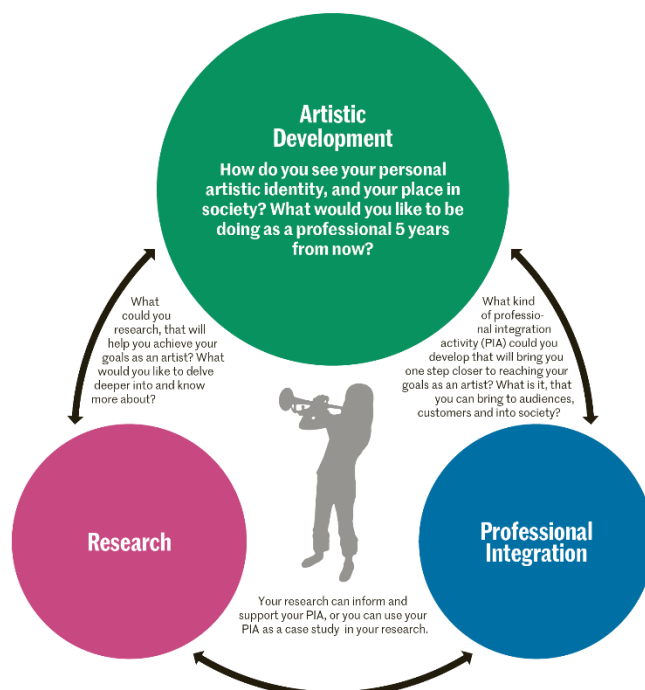 Artistic
Development
How do you see your personal
artistic identity, and your place in
society? What would you like to be
doing as a professional 5 years
from now?
What
could you
research, that will
help you achieve your
goals as an artist? What
would you like to delve
deeper into and know
more about?
What kind
of professio-
nal integration
activity (PIA) could you
develop that will bring you
one step closer to reaching your
goals as an artist? What is it, that
you can bring to audiences,
customers and into society?
Research
Professional
Integration
Your research can inform and
support your PIA, or you can use your
PIA as a case study in your research.